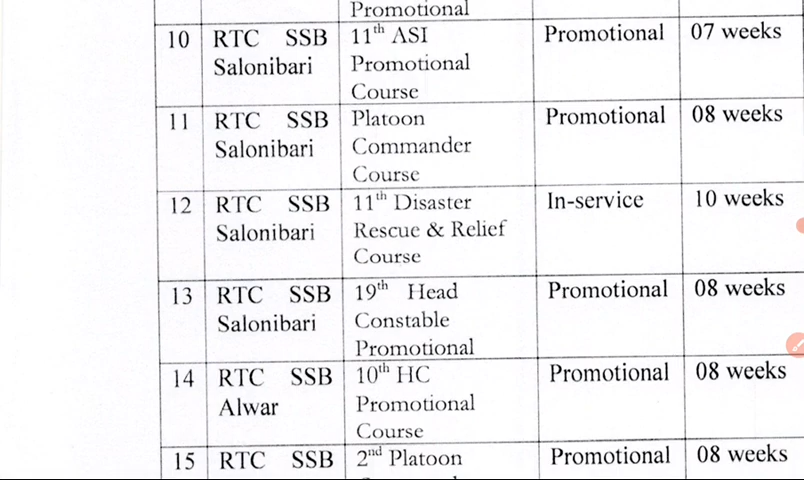 Promotional
10 RTC SSB 11th ASI Promotional 07 weeks
Salonibari Promotional
Course
11 RTC SSB Platoon Promotional 08 weeks
Salonibari Commander
Course
12 RTC SSB 11th Disaster In-service 10 weeks
Salonibari Rescue & Relief
Course
13 RTC SSB 19th Head Promotional 08 weeks
Salonibari Constable
Promotional
14 RTC SSB 10th HC Promotional 08 weeks
Alwar Promotional
Course
15 RTC SSB 2nd Platoon Promotional 08 weeks